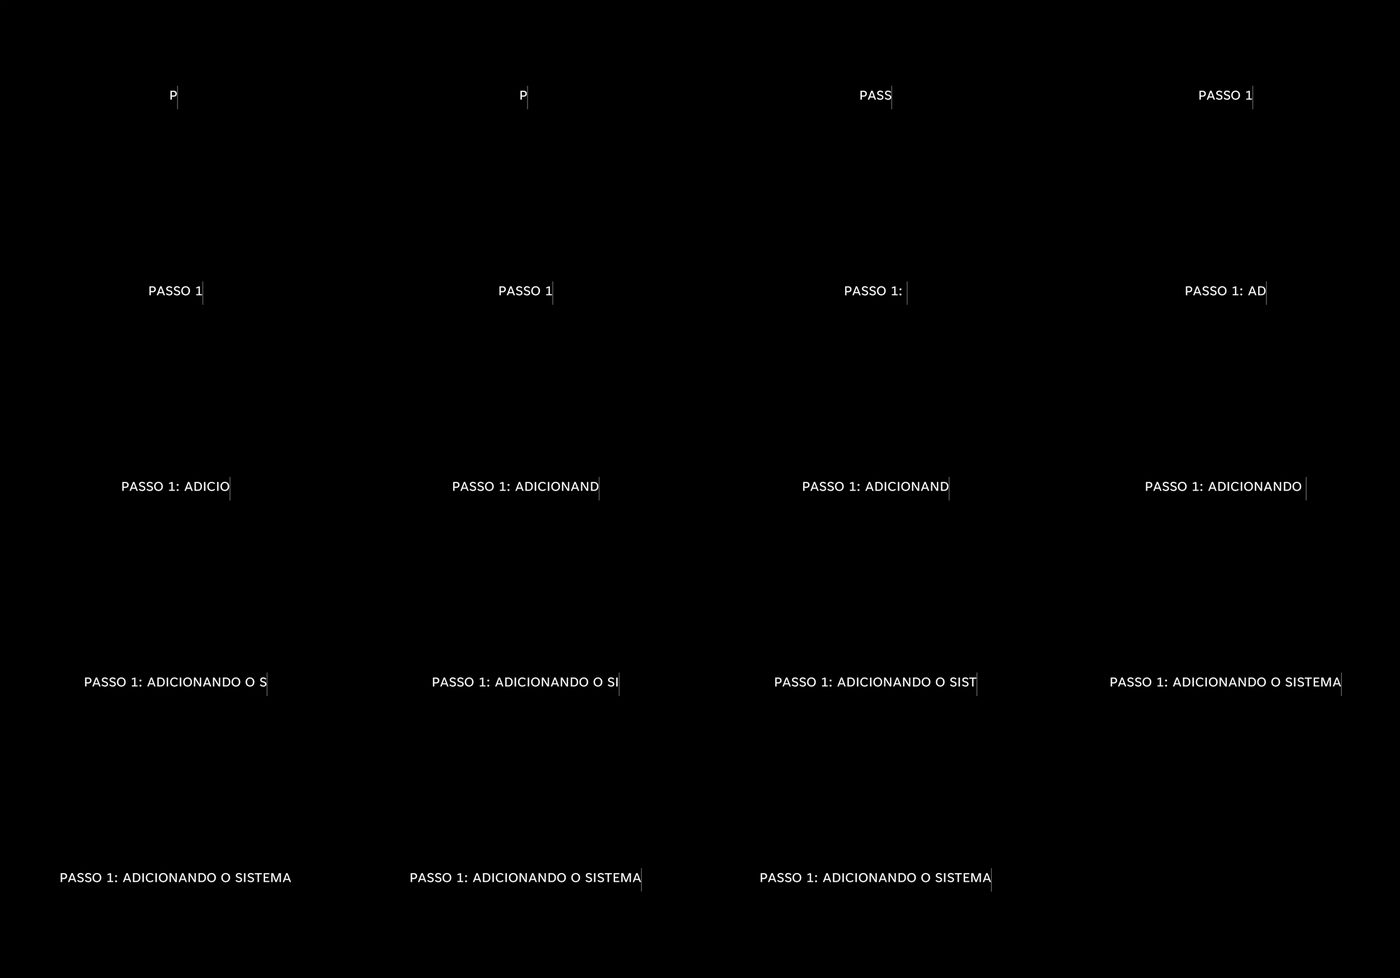 P
P
PASS
PASSO 1
PASSO 1
PASSO 1
PASSO 1:
PASSO 1: AD
PASSO 1: ADICIO
PASSO 1: ADICIONAND
PASSO 1: ADICIONAND
PASSO 1: ADICIONANDO
PASSO 1: ADICIONANDO O S
PASSO 1: ADICIONANDO O SI
PASSO 1: ADICIONANDO O SIST
PASSO 1: ADICIONANDO O SISTEMA
PASSO 1: ADICIONANDO O SISTEMA
PASSO 1: ADICIONANDO O SISTEMA
PASSO 1: ADICIONANDO O SISTEMA